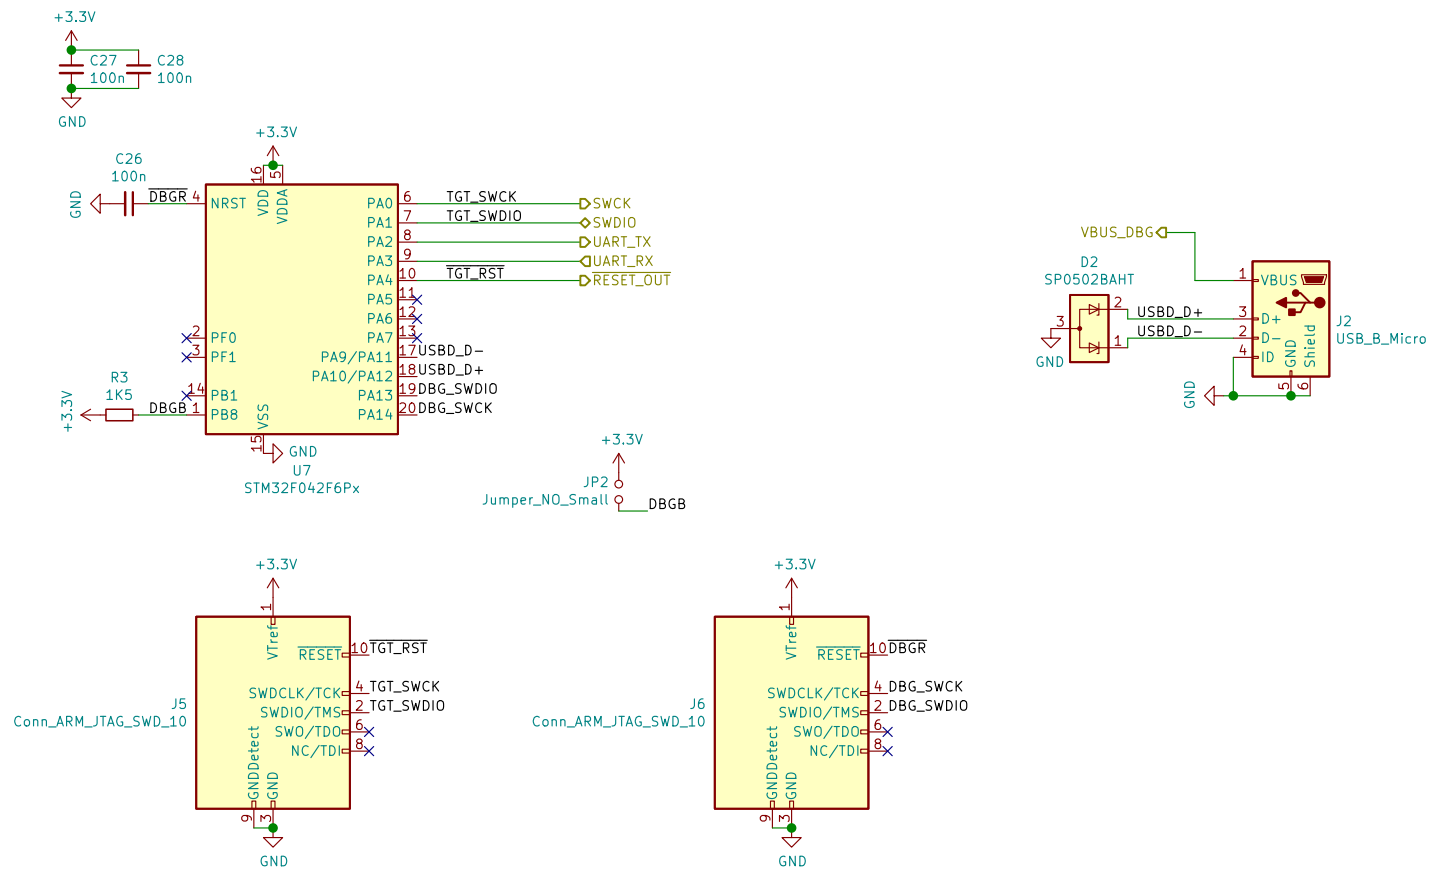 +3.3V
C27
100n
C28
100n
GND
+3.3V
C26
100n
GND
DBGR
4
NRST
16
VDD
5
VDDA
PA0
6
TGT_SWCK
SWCK
PA1
7
TGT_SWDIO
SWDIO
PA2
8
UART_TX
PA3
9
UART_RX
PA4
10
TGT_RST
RESET_OUT
PA5
11
PA6
12
PA7
13
2
PF0
3
PF1
PA9/PA11
17
USBD_D-
PA10/PA12
18
USBD_D+
14
PB1
PA13
19
DBG_SWDIO
R3
1K5
+3.3V
DBGB
1
PB8
PA14
20
DBG_SWCK
VSS
15
GND
U7
STM32F042F6Px
+3.3V
JP2
Jumper_NO_Small
DBGB
VBUS_DBG
D2
SP0502BAHT
3
2
1
GND
USBD_D+
USBD_D-
1
VBUS
3
D+
2
D-
4
ID
GND
5
Shield
6
J2
USB_B_Micro
GND
+3.3V
1
VTref
RESET
10
TGT_RST
SWDCLK/TCK
4
TGT_SWCK
SWDIO/TMS
2
TGT_SWDIO
SWO/TDO
6
NC/TDI
8
J5
Conn_ARM_JTAG_SWD_10
GNDDetect
9
GND
3
GND
+3.3V
1
VTref
RESET
10
DBGR
SWDCLK/TCK
4
DBG_SWCK
SWDIO/TMS
2
DBG_SWDIO
SWO/TDO
6
NC/TDI
8
J6
Conn_ARM_JTAG_SWD_10
GNDDetect
9
GND
3
GND